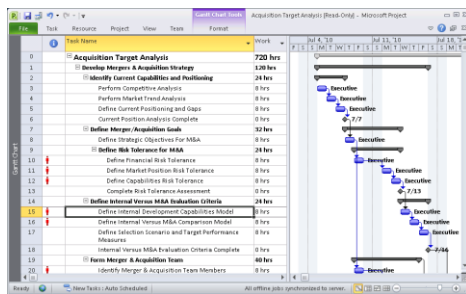 Gantt Chart Tools
Acquisition Target Analysis [Read-Only] - Microsoft Project
File Task Resource Project View Team Format
Task Name Work Jul 4, '10 Jul 11, '10 Jul 18, '1
F S S M T W T F S S M T W T F S S M T
0 Acquisition Target Analysis 720 hrs
1 Develop Mergers & Acquisition Strategy 120 hrs
2 Identify Current Capabilities and Positioning 24 hrs
3 Perform Competitive Analysis 8 hrs Executive
4 Perform Market Trend Analysis 8 hrs Executive
5 Define Current Positioning and Gaps 8 hrs Executive
6 Current Position Analysis Complete 0 hrs 7/7
7 Define Merger/Acquisition Goals 32 hrs
8 Define Strategic Objectives For M&A 8 hrs Executive
9 Define Risk Tolerance for M&A 24 hrs
10 Define Financial Risk Tolerance 8 hrs Executive
11 Define Market Position Risk Tolerance 8 hrs Executive
12 Define Capabilities Risk Tolerance 8 hrs Executive
13 Complete Risk Tolerance Assessment 0 hrs 7/13
14 Define Internal Versus M&A Evaluation Criteria 24 hrs
15 Define Internal Development Capabilities Model 8 hrs Executive
16 Define Internal Versus M&A Comparison Model 8 hrs Executive
17 Define Selection Scenario and Target Performance 8 hrs Executive
Measures
18 Internal Versus M&A Evaluation Criteria Complete 0 hrs 7/16
19 Form Merger & Acquisition Team 40 hrs
20 Identify Merger & Acquisition Team Members 8 hrs Executive
Gantt Chart
Ready New Tasks : Auto Scheduled All offline jobs synchronized to server.